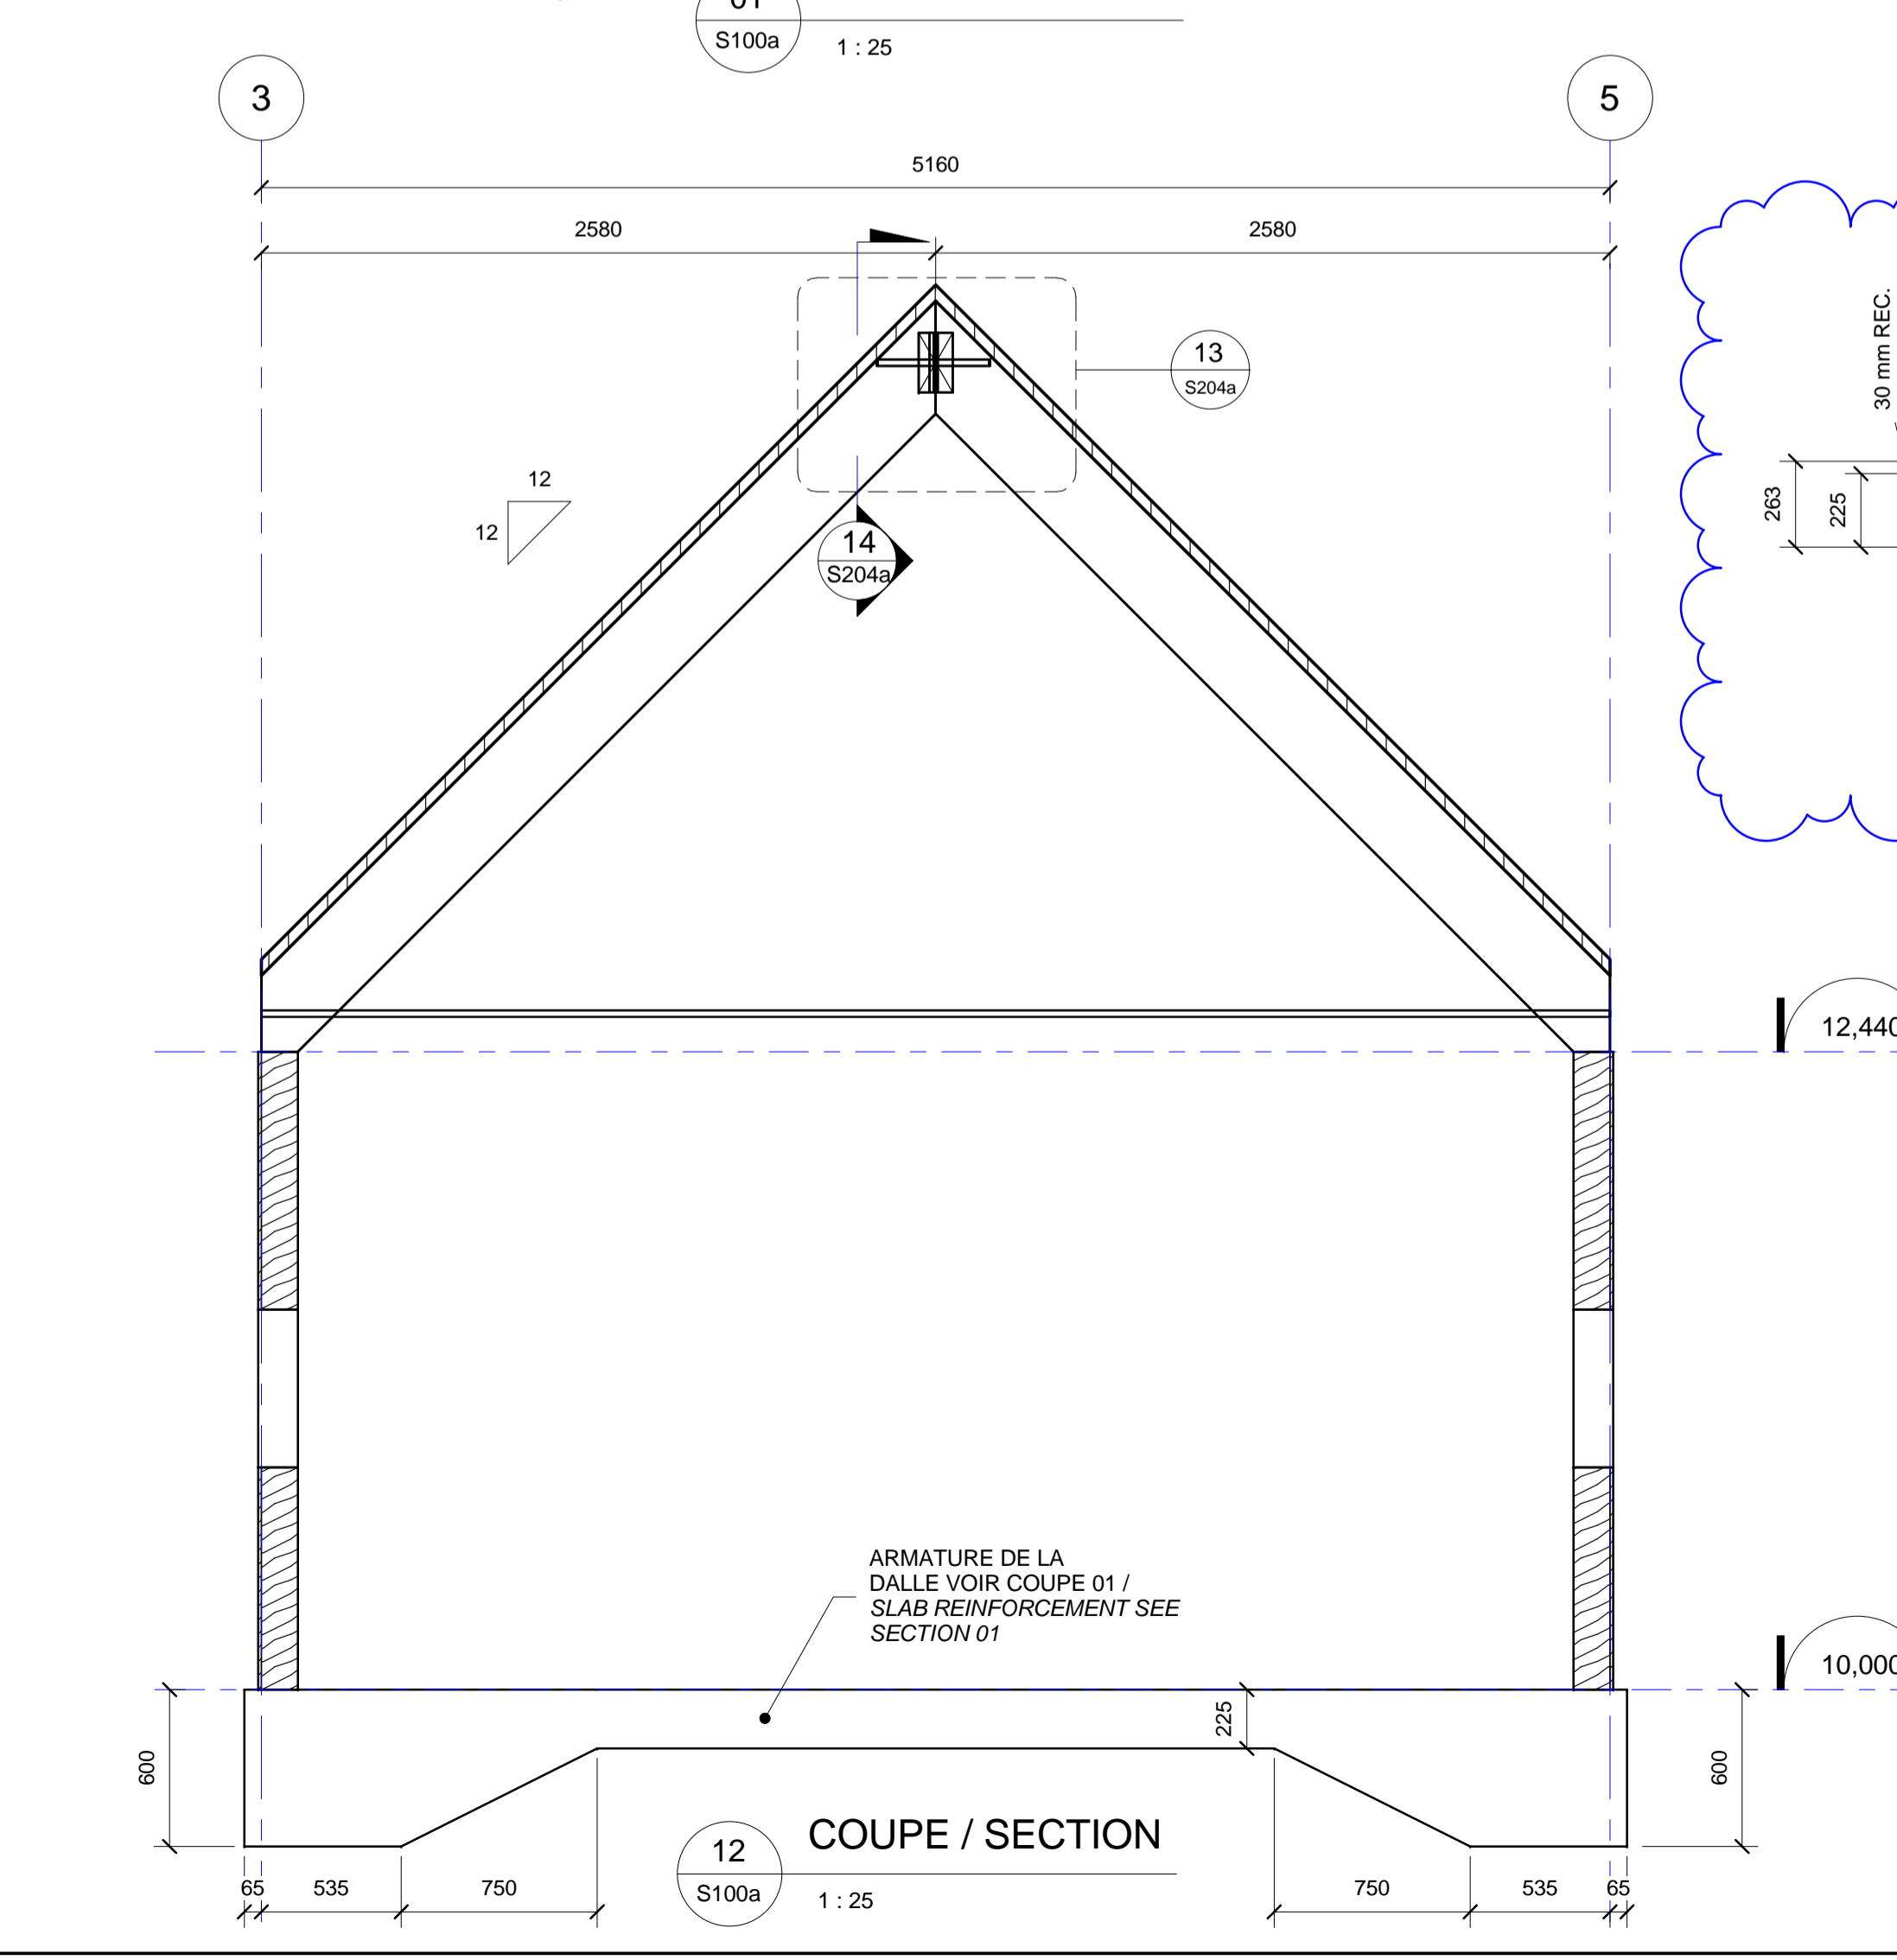 01
S100a
1 : 25
3
5
5160
2580
2580
13
S204a
30 mm REC.
12
12
263
225
14
S204a
12,440
10,000
ARMATURE DE LA
DALLE VOIR COUPE 01 /
SLAB REINFORCEMENT SEE
SECTION 01
225
600
600
COUPE / SECTION
12
S100a
1 : 25
65
535
750
750
535
65